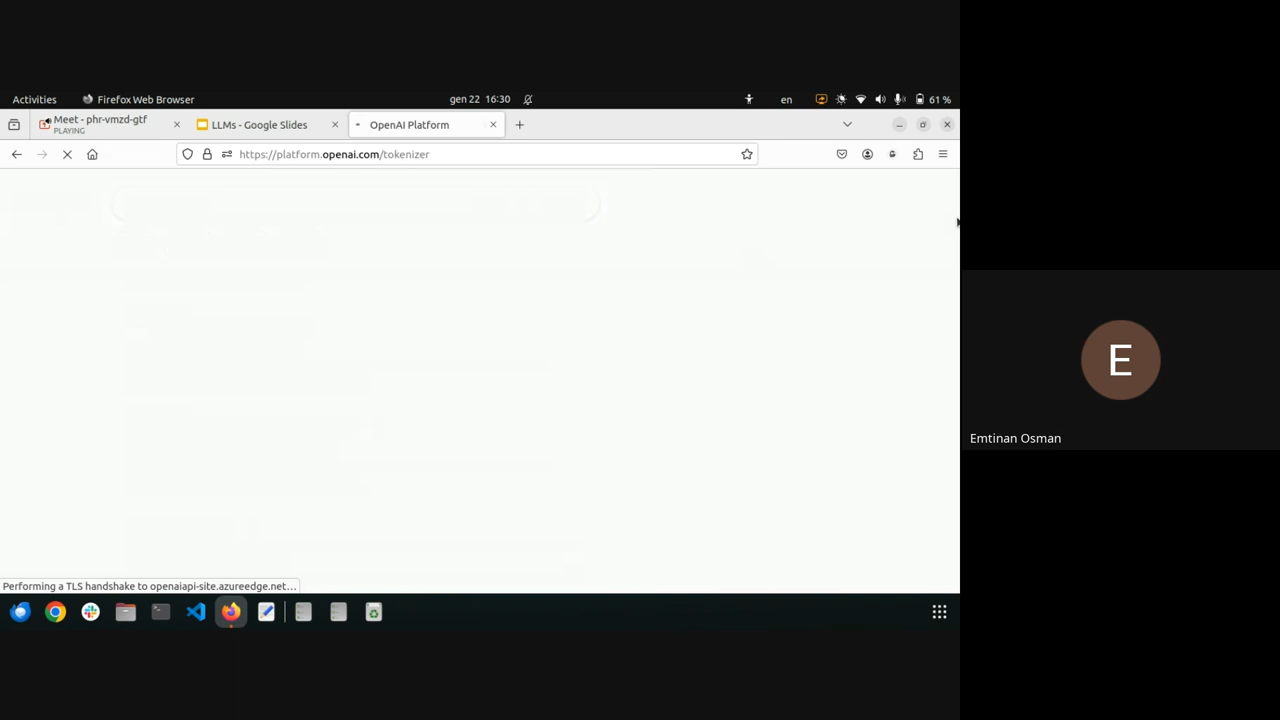 Activities
Firefox Web Browser
gen 22 16:30
en
61 %
Meet - phr-vmzd-gtf
PLAYING
LLMs - Google Slides
OpenAI Platform
https://platform.openai.com/tokenizer
E
Emtinan Osman
Performing a TLS handshake to openaiapi-site.azureedge.net…